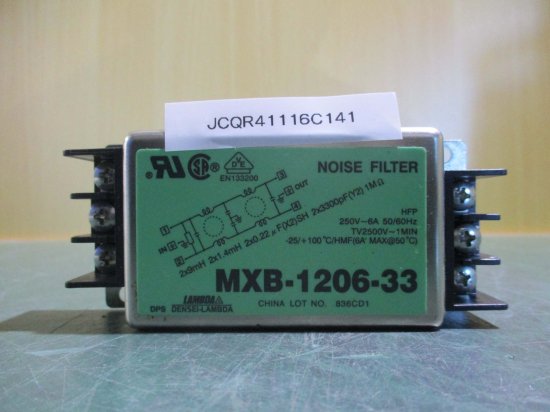 JCQR41116C141
NOISE FILTER
EN133200
HFP
250V-6A 50/60Hz
TV2500V-1MIN
-25/+100°C/HMF(6A MAX@50°C)
IN
OUT
2x9mH 2x1.4mH 2x0.22μF(X2)SH 2x3300pF(Y2) 1MΩ
MXB-1206-33
LAMBDA
DPS DENSEI-LAMBDA
CHINA LOT NO. 836CD1